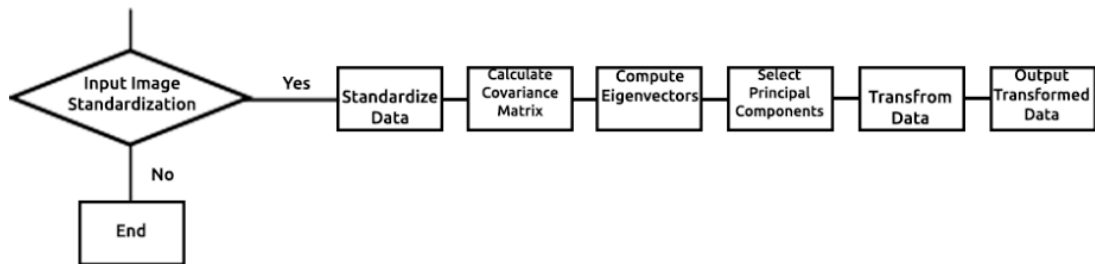 Input Image
Standardization
Yes
Standardize
Data
Calculate
Covariance
Matrix
Compute
Eigenvectors
Select
Principal
Components
Transfrom
Data
Output
Transformed
Data
No
End